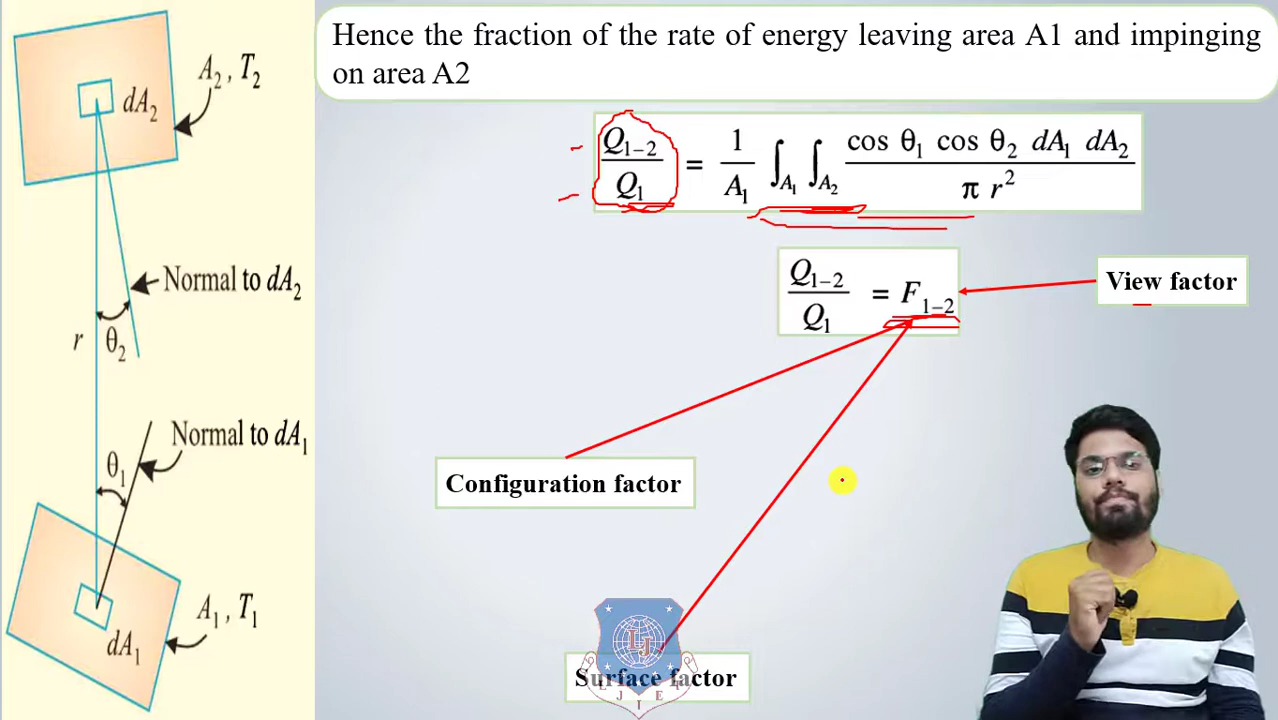 Hence the fraction of the rate of energy leaving area A1 and impinging
on area A2
A₂ , T₂
dA₂
Q₁₋₂ / Q₁ = 1 / A₁ ∫A₁ ∫A₂ cos θ₁ cos θ₂ dA₁ dA₂ / π r²
Normal to dA₂
Q₁₋₂ / Q₁ = F₁₋₂
View factor
r
θ₂
Normal to dA₁
θ₁
Configuration factor
A₁ , T₁
dA₁
Surface factor
LJ
L J I E T